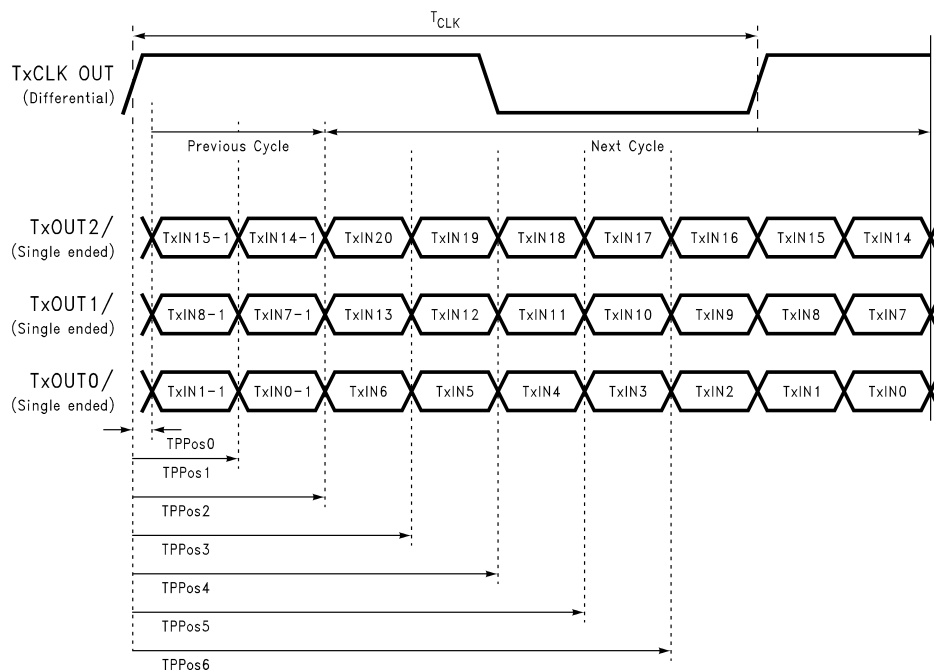 TCLK
TxCLK OUT
(Differential)
Previous Cycle
Next Cycle
TxOUT2/
(Single ended)
TxIN15-1 TxIN14-1 TxIN20 TxIN19 TxIN18 TxIN17 TxIN16 TxIN15 TxIN14
TxOUT1/
(Single ended)
TxIN8-1 TxIN7-1 TxIN13 TxIN12 TxIN11 TxIN10 TxIN9 TxIN8 TxIN7
TxOUT0/
(Single ended)
TxIN1-1 TxIN0-1 TxIN6 TxIN5 TxIN4 TxIN3 TxIN2 TxIN1 TxIN0
TPPos0
TPPos1
TPPos2
TPPos3
TPPos4
TPPos5
TPPos6